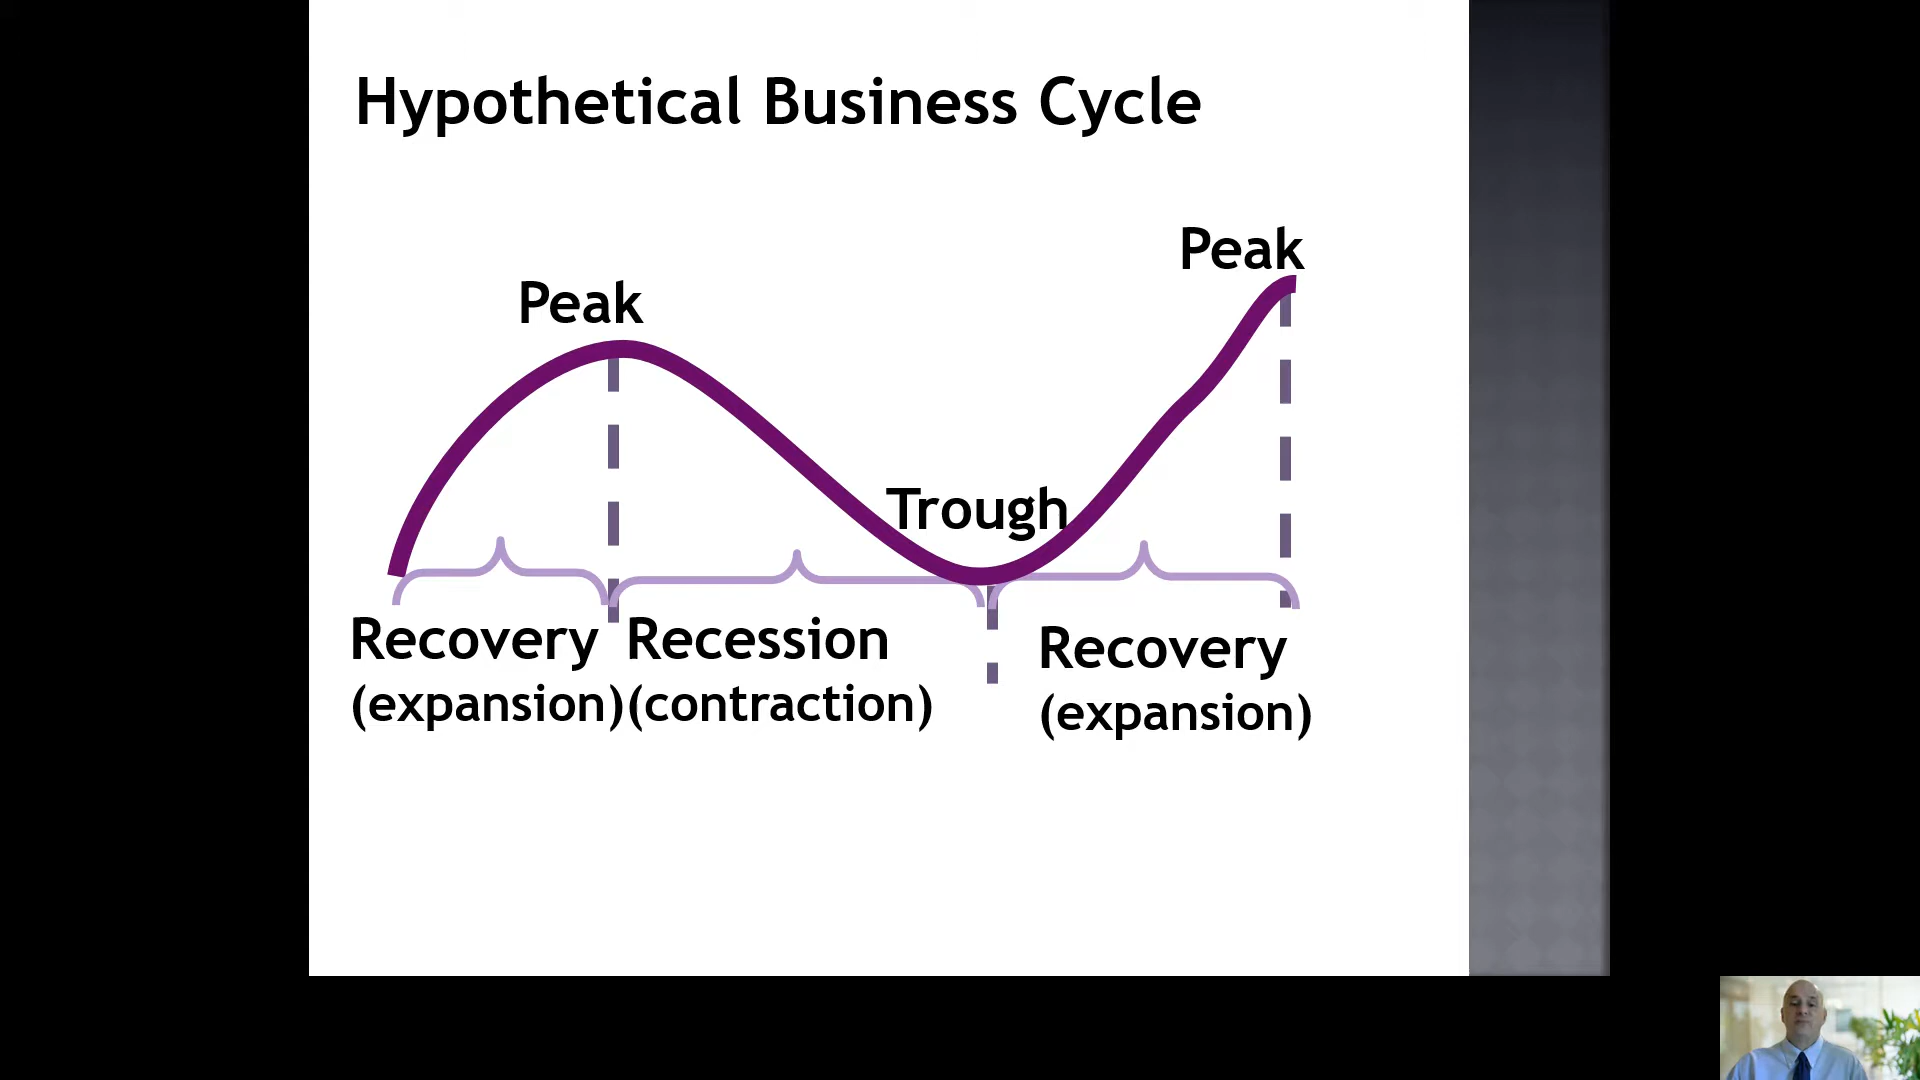 Hypothetical Business Cycle
Peak
Peak
Trough
Recovery
(expansion)
Recession
(contraction)
Recovery
(expansion)